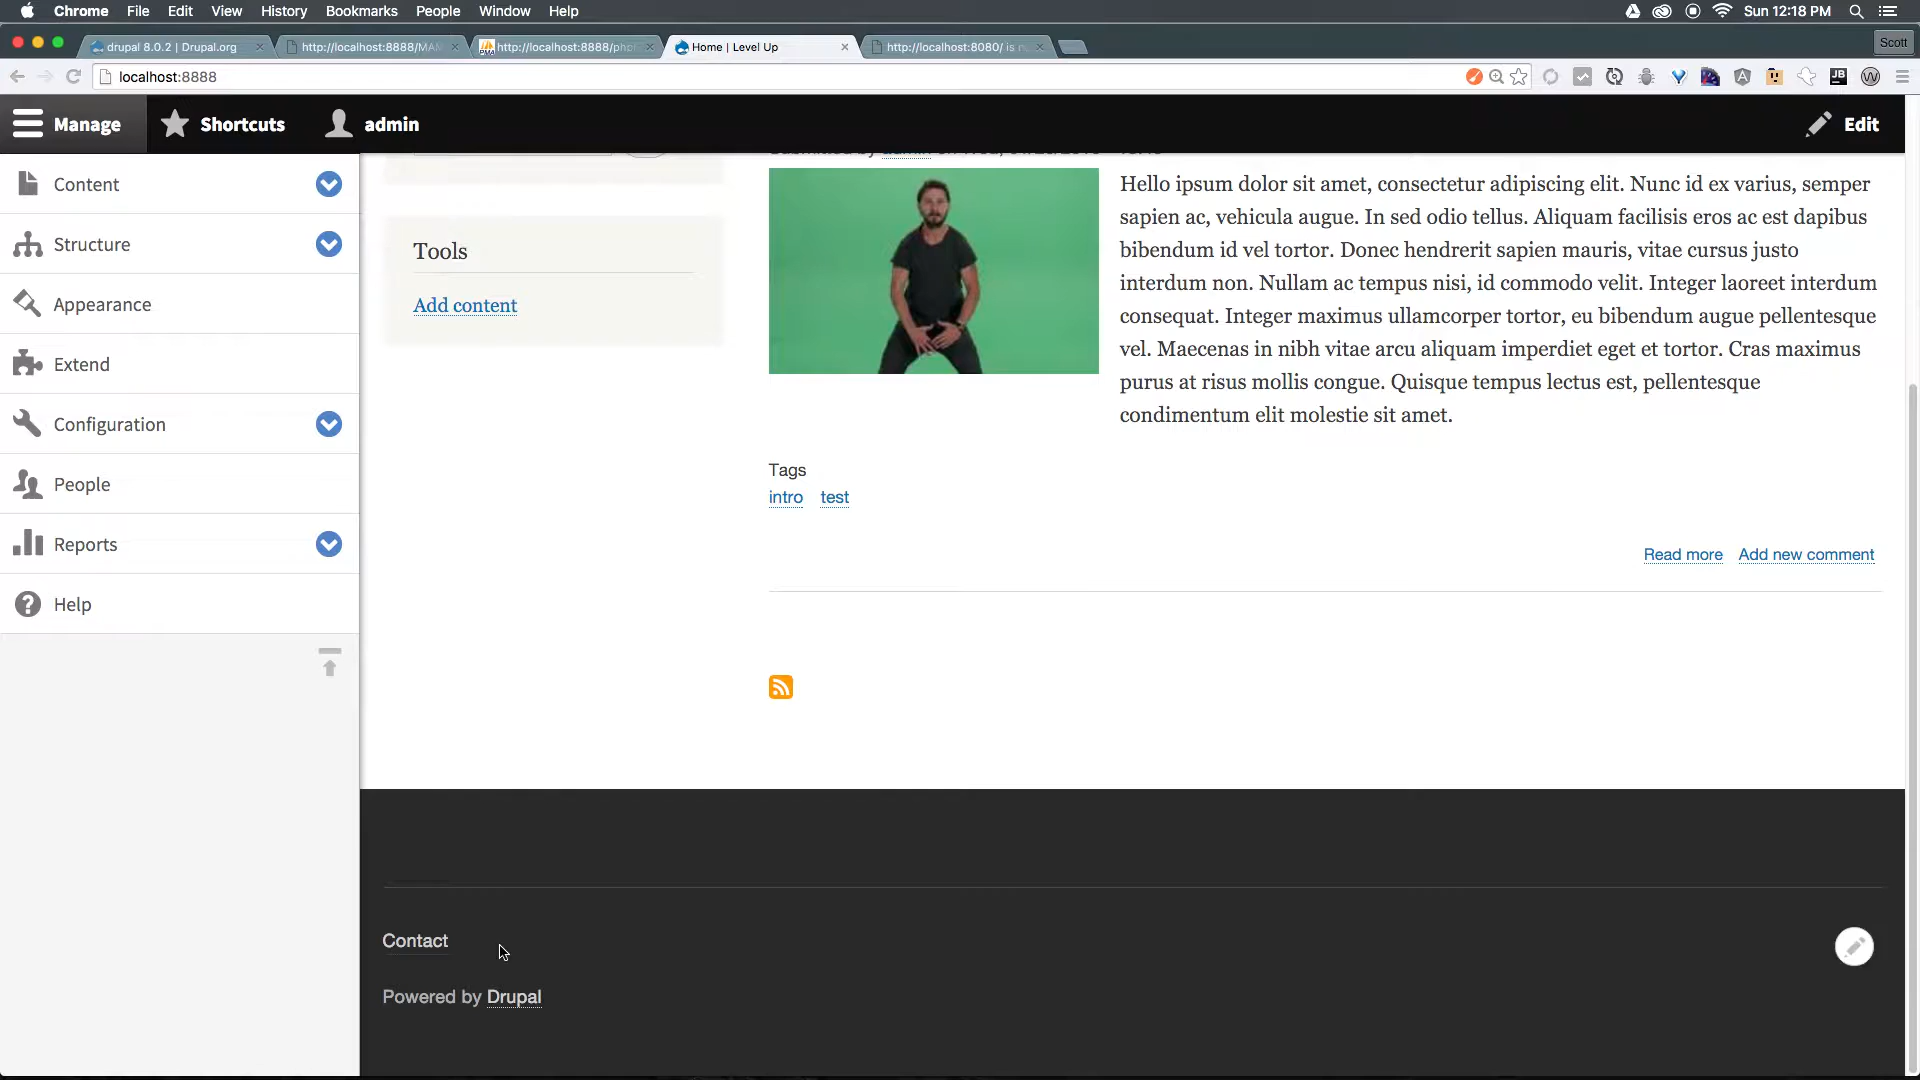 Chrome File Edit View History Bookmarks People Window Help Sun 12:18 PM
drupal 8.0.2 | Drupal.org http://localhost:8888/MAM http://localhost:8888/phpi Home | Level Up http://localhost:8080/ is n Scott
localhost:8888
Manage Shortcuts admin Edit
Content
Structure
Appearance
Extend
Configuration
People
Reports
Help
Tools
Add content
Hello ipsum dolor sit amet, consectetur adipiscing elit. Nunc id ex varius, semper
sapien ac, vehicula augue. In sed odio tellus. Aliquam facilisis eros ac est dapibus
bibendum id vel tortor. Donec hendrerit sapien mauris, vitae cursus justo
interdum non. Nullam ac tempus nisi, id commodo velit. Integer laoreet interdum
consequat. Integer maximus ullamcorper tortor, eu bibendum augue pellentesque
vel. Maecenas in nibh vitae arcu aliquam imperdiet eget et tortor. Cras maximus
purus at risus mollis congue. Quisque tempus lectus est, pellentesque
condimentum elit molestie sit amet.
Tags
intro test
Read more Add new comment
Contact
Powered by Drupal